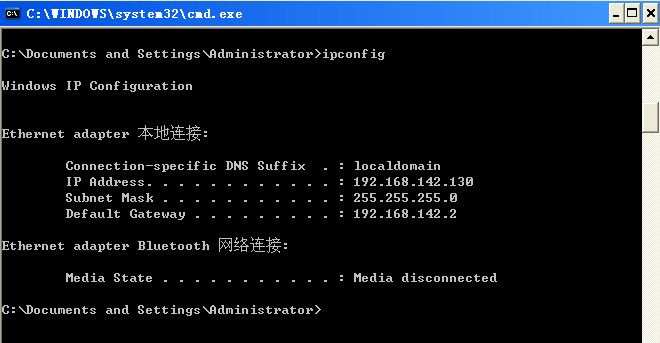 C:\WINDOWS\system32\cmd.exe
C:\Documents and Settings\Administrator>ipconfig
Windows IP Configuration
Ethernet adapter 本地连接:
Connection-specific DNS Suffix  . : localdomain
IP Address. . . . . . . . . . . . : 192.168.142.130
Subnet Mask . . . . . . . . . . . : 255.255.255.0
Default Gateway . . . . . . . . . : 192.168.142.2
Ethernet adapter Bluetooth 网络连接:
Media State . . . . . . . . . . . : Media disconnected
C:\Documents and Settings\Administrator>